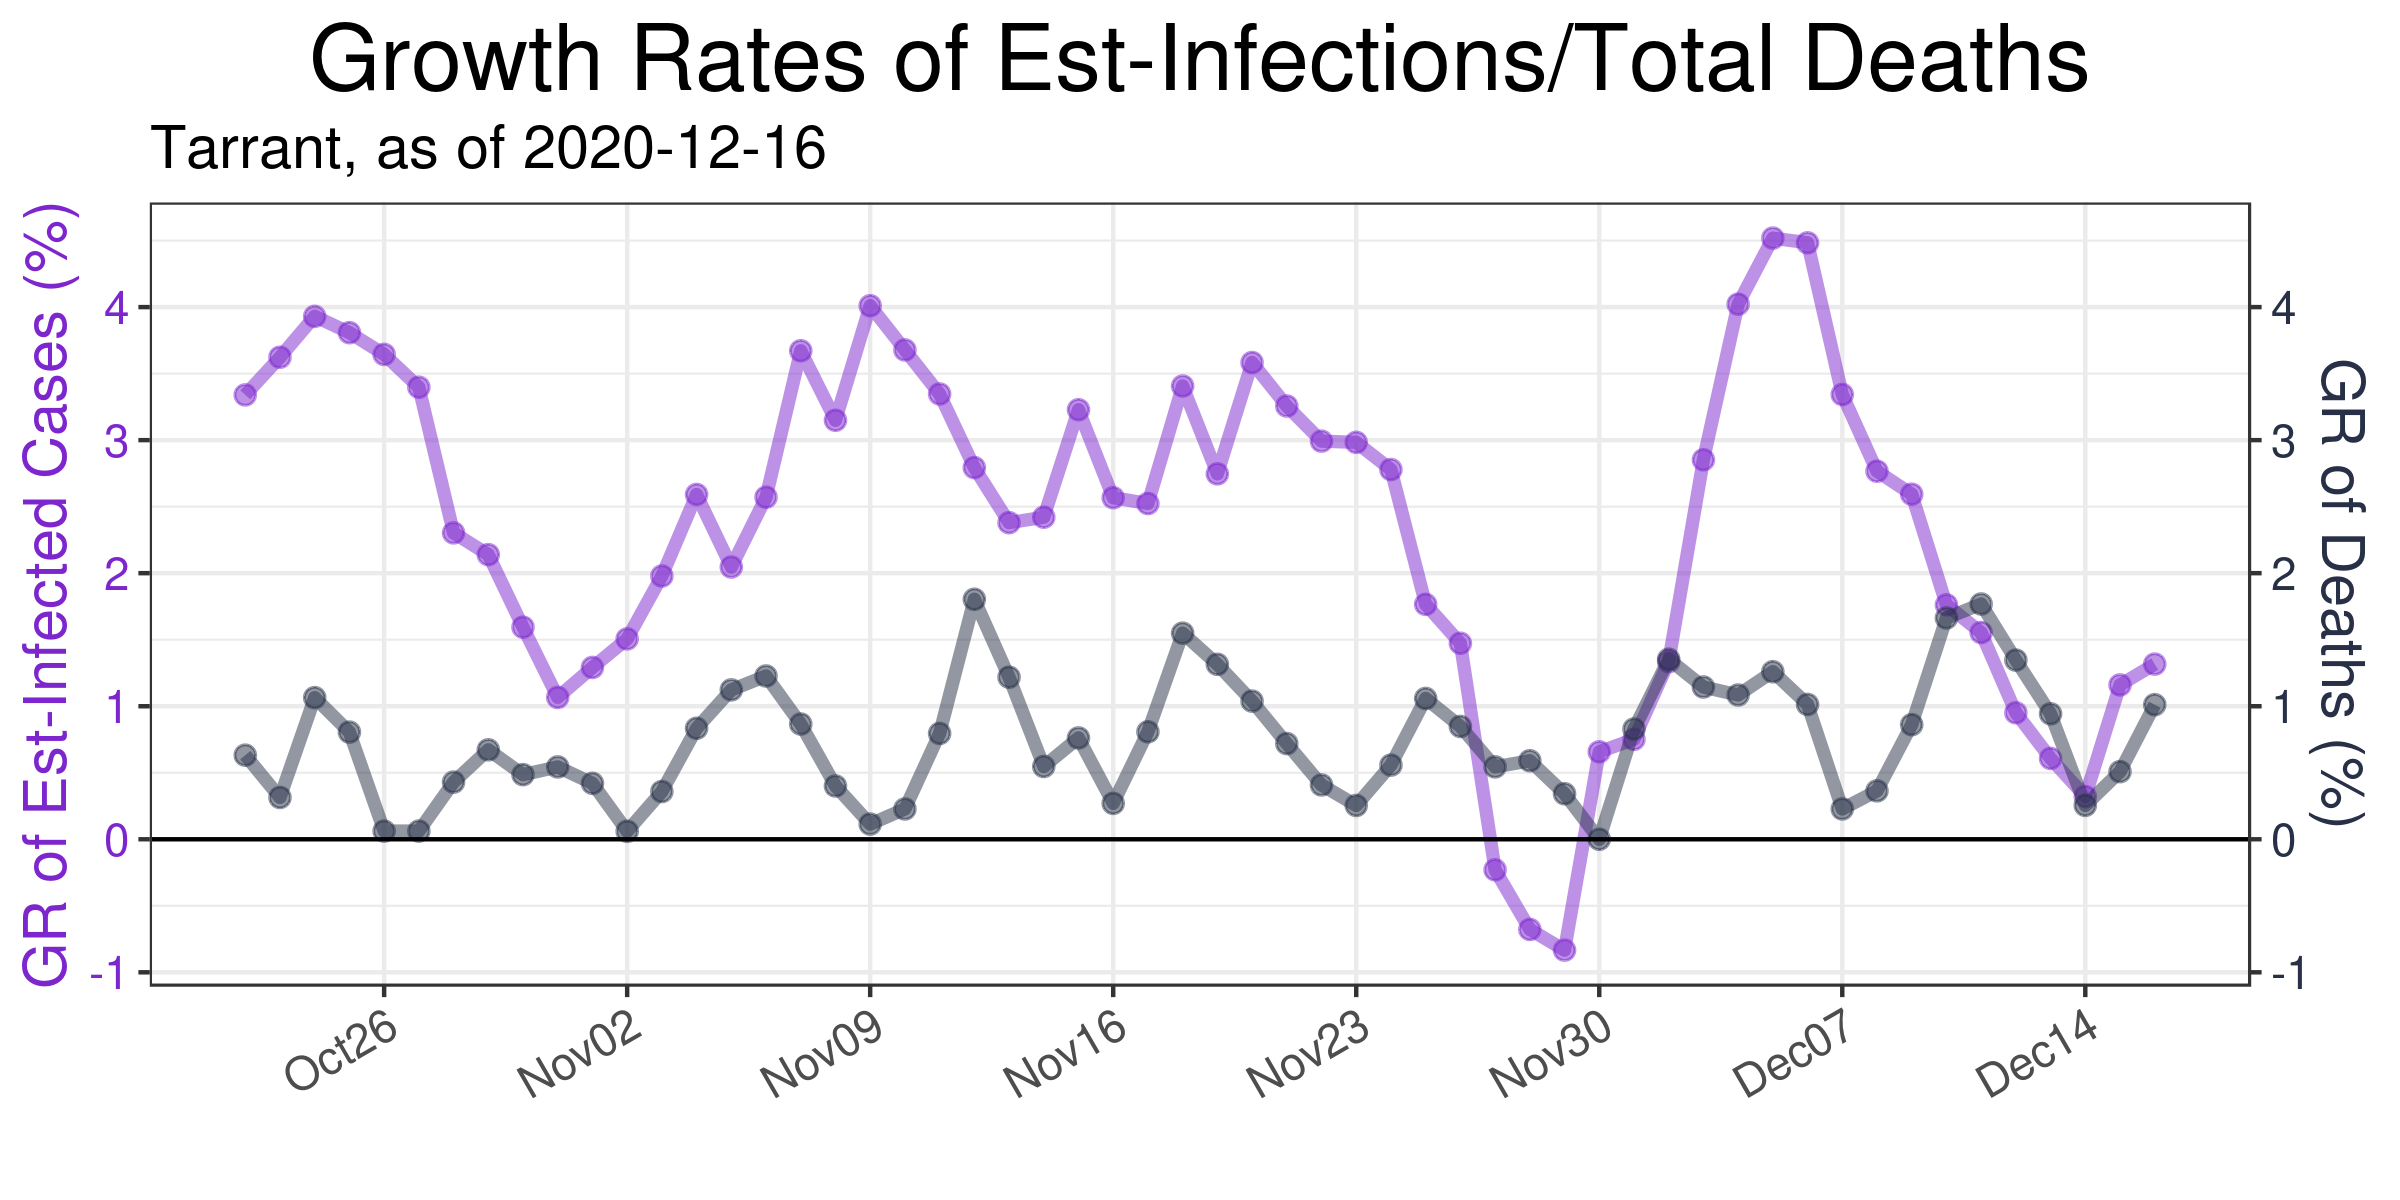 Growth Rates of Est-Infections/Total Deaths
Tarrant, as of 2020-12-16
GR of Est-Infected Cases (%)
4
3
2
1
0
-1
4
3
2
1
0
-1
GR of Deaths (%)
Oct26
Nov02
Nov09
Nov16
Nov23
Nov30
Dec07
Dec14